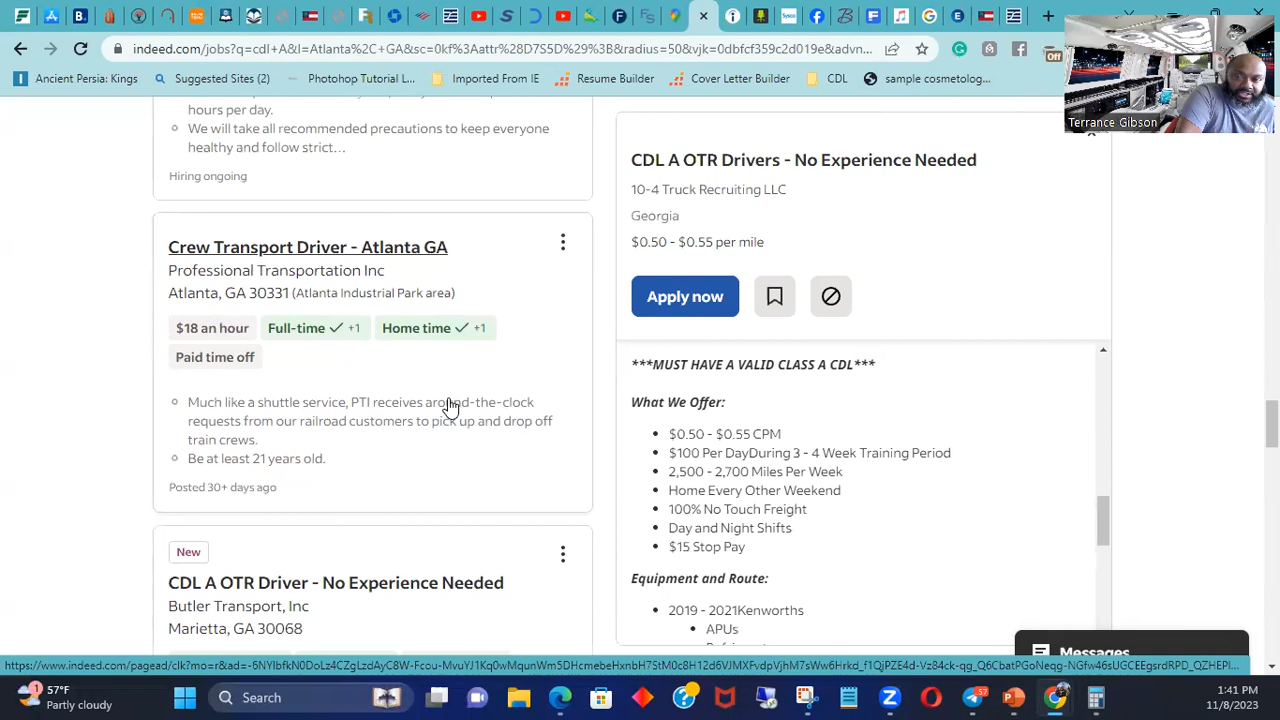 indeed.com/jobs?q=cdl+A&l=Atlanta%2C+GA&sc=0kf%3Aattr%28D7S5D%29%3B&radius=50&vjk=0dbfcf359c2d019e&advn...
Off
Ancient Persia: Kings
Suggested Sites (2)
Photohop Tutorial L...
Imported From IE
Resume Builder
Cover Letter Builder
CDL
sample cosmetolog...
Terrance Gibson
hours per day.
We will take all recommended precautions to keep everyone
healthy and follow strict…
Hiring ongoing
Crew Transport Driver - Atlanta GA
Professional Transportation Inc
Atlanta, GA 30331 (Atlanta Industrial Park area)
$18 an hour
Full-time +1
Home time +1
Paid time off
Much like a shuttle service, PTI receives around-the-clock
requests from our railroad customers to pick up and drop off
train crews.
Be at least 21 years old.
Posted 30+ days ago
New
CDL A OTR Driver - No Experience Needed
Butler Transport, Inc
Marietta, GA 30068
CDL A OTR Drivers - No Experience Needed
10-4 Truck Recruiting LLC
Georgia
$0.50 - $0.55 per mile
Apply now
***MUST HAVE A VALID CLASS A CDL***
What We Offer:
$0.50 - $0.55 CPM
$100 Per DayDuring 3 - 4 Week Training Period
2,500 - 2,700 Miles Per Week
Home Every Other Weekend
100% No Touch Freight
Day and Night Shifts
$15 Stop Pay
Equipment and Route:
2019 - 2021Kenworths
APUs
Messages
57°F
Partly cloudy
Search
1:41 PM
11/8/2023